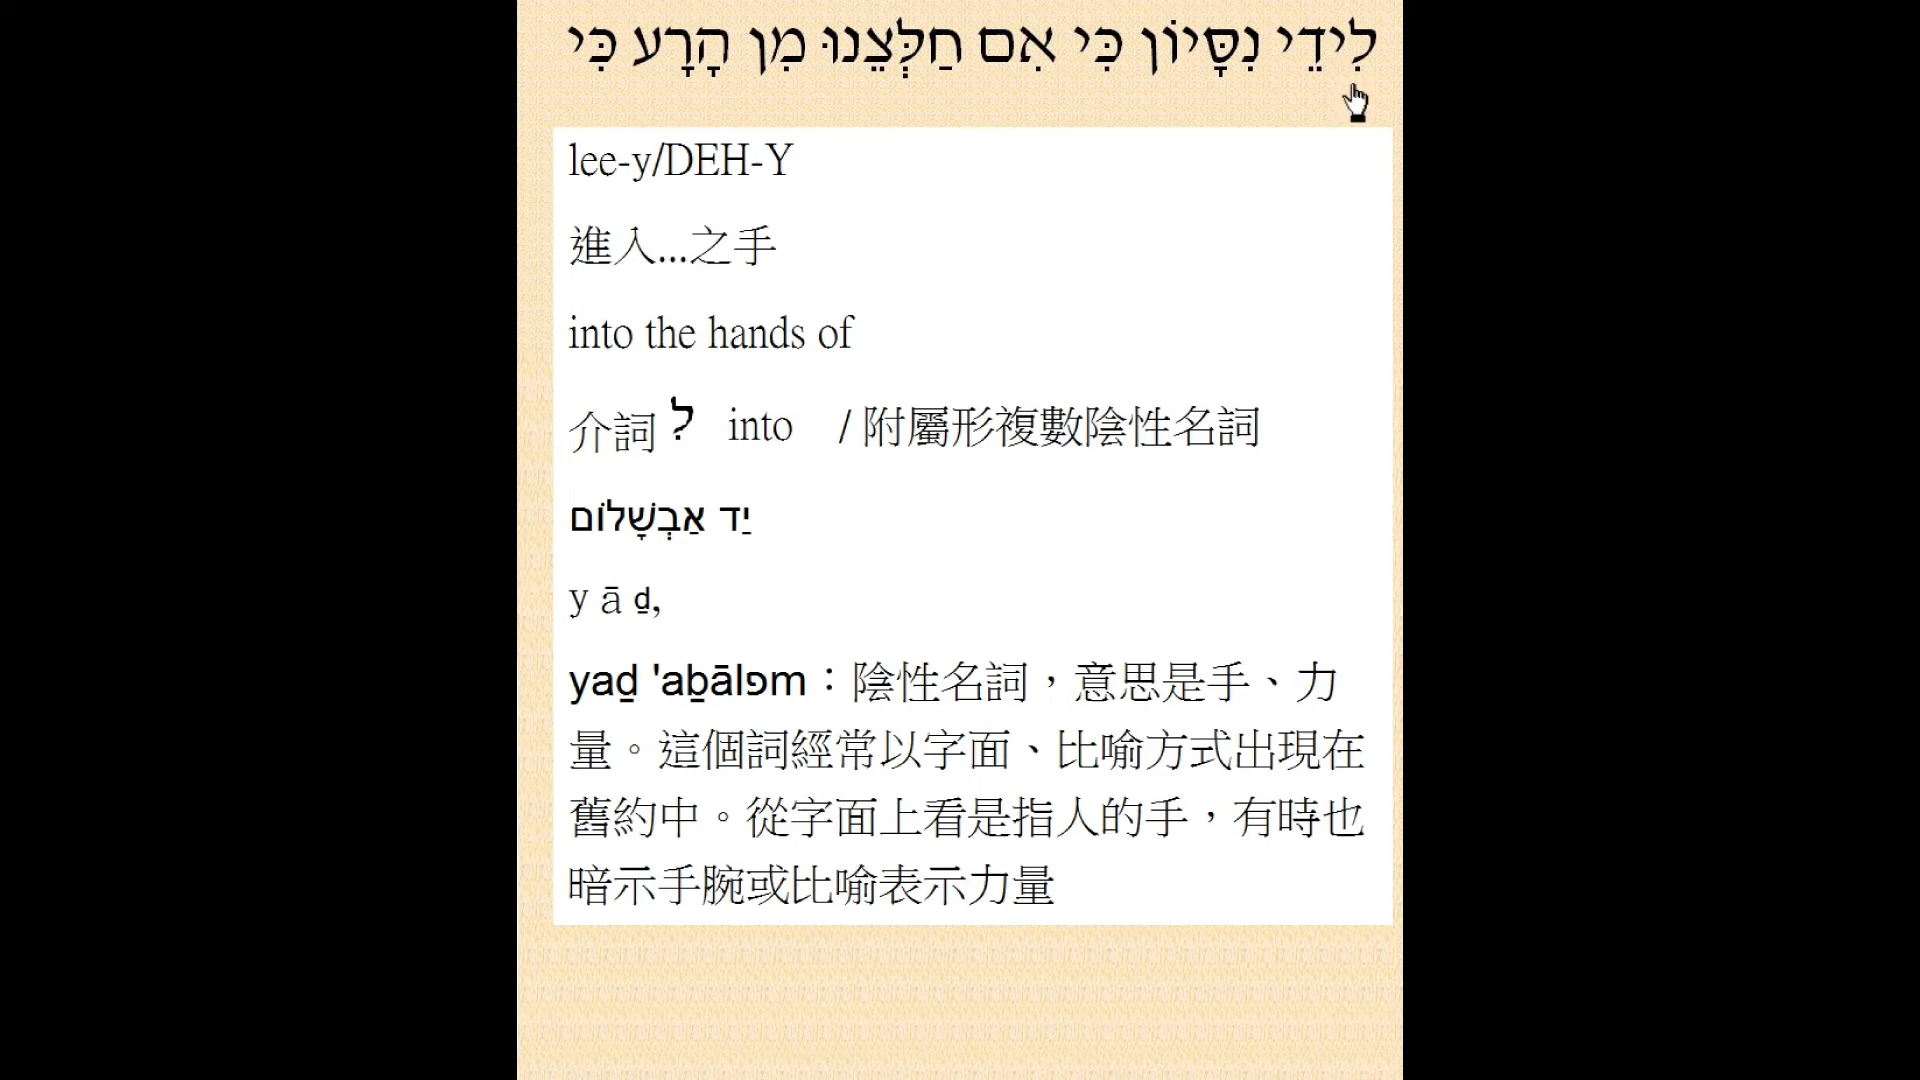 לִידֵי נִסָּיוֹן כִּי אִם חַלְּצֵנוּ מִן הָרָע כִּי
lee-y/DEH-Y
進入...之手
into the hands of
介詞 לִ into / 附屬形複數陰性名詞
יַד אַבְשָׁלוֹם
y ā ḏ,
yaḏ 'aḇālɒm：陰性名詞，意思是手、力
量。這個詞經常以字面、比喻方式出現在
舊約中。從字面上看是指人的手，有時也
暗示手腕或比喻表示力量